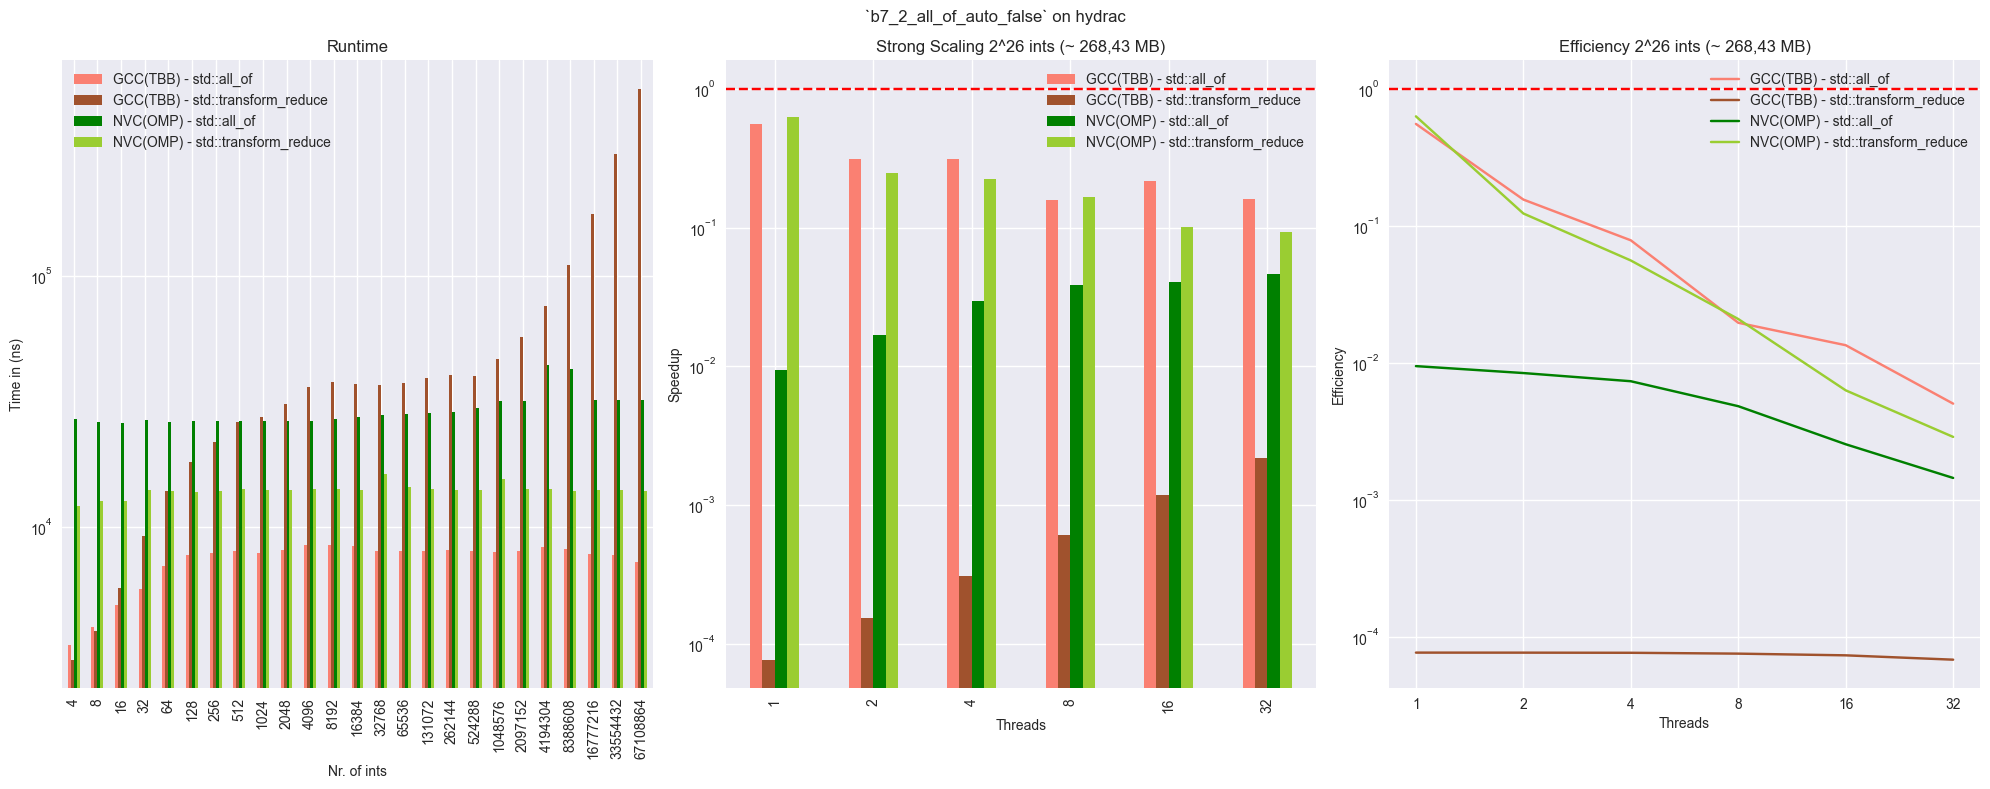 `b7_2_all_of_auto_false` on hydrac
Runtime
GCC(TBB) - std::all_of
GCC(TBB) - std::transform_reduce
NVC(OMP) - std::all_of
NVC(OMP) - std::transform_reduce
Time in (ns)
10^5
10^4
4
8
16
32
64
128
256
512
1024
2048
4096
8192
16384
32768
65536
131072
262144
524288
1048576
2097152
4194304
8388608
16777216
33554432
67108864
Nr. of ints
Strong Scaling 2^26 ints (~ 268,43 MB)
GCC(TBB) - std::all_of
GCC(TBB) - std::transform_reduce
NVC(OMP) - std::all_of
NVC(OMP) - std::transform_reduce
Speedup
10^0
10^−1
10^−2
10^−3
10^−4
1
2
4
8
16
32
Threads
Efficiency 2^26 ints (~ 268,43 MB)
GCC(TBB) - std::all_of
GCC(TBB) - std::transform_reduce
NVC(OMP) - std::all_of
NVC(OMP) - std::transform_reduce
Efficiency
10^0
10^−1
10^−2
10^−3
10^−4
1
2
4
8
16
32
Threads